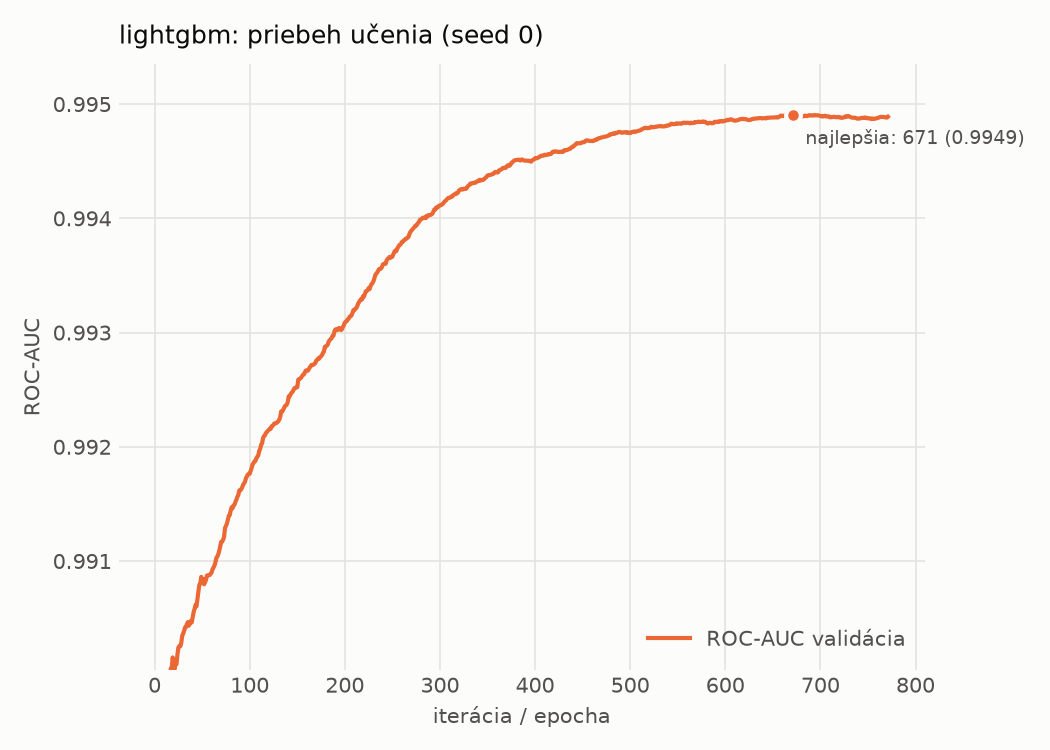 lightgbm: priebeh učenia (seed 0)
0.995
najlepšia: 671 (0.9949)
0.994
0.993
ROC-AUC
0.992
0.991
ROC-AUC validácia
0 100 200 300 400 500 600 700 800
iterácia / epocha